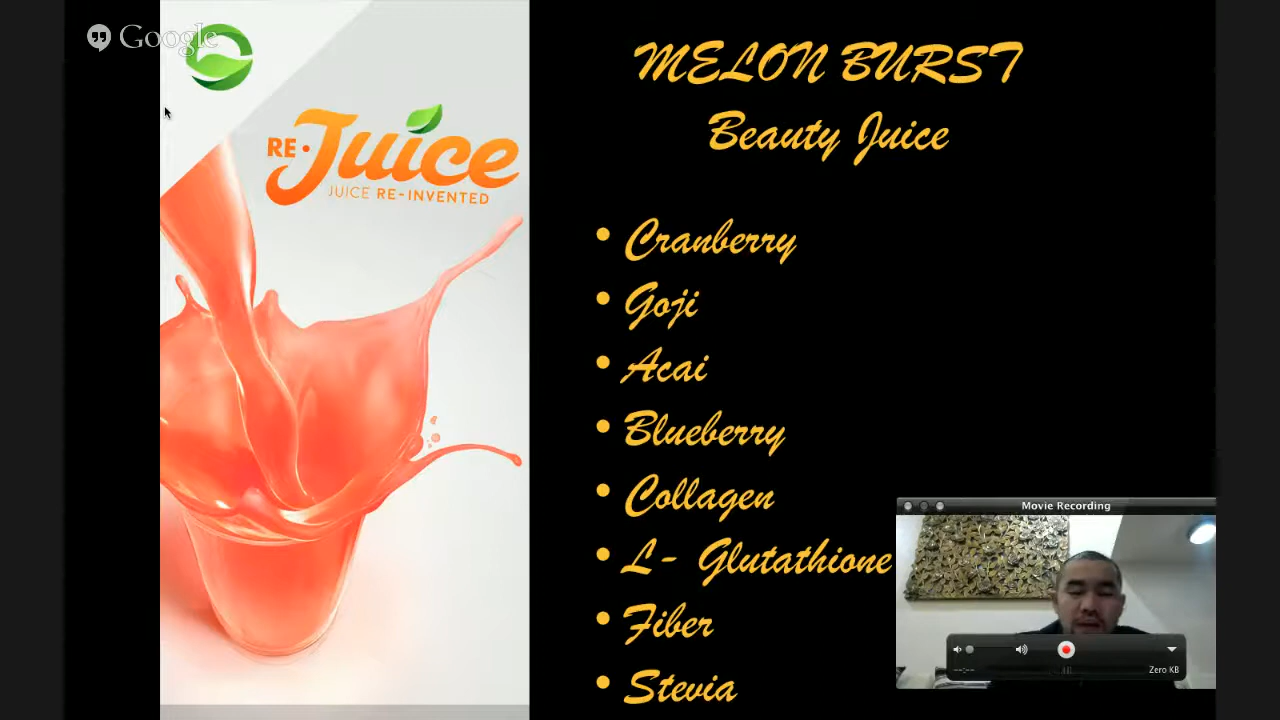 Google
RE•Juice
JUICE RE-INVENTED
MELON BURST
Beauty Juice
• Cranberry
• Goji
• Acai
• Blueberry
• Collagen
• L- Glutathione
• Fiber
• Stevia
Movie Recording
--:--
Zero KB